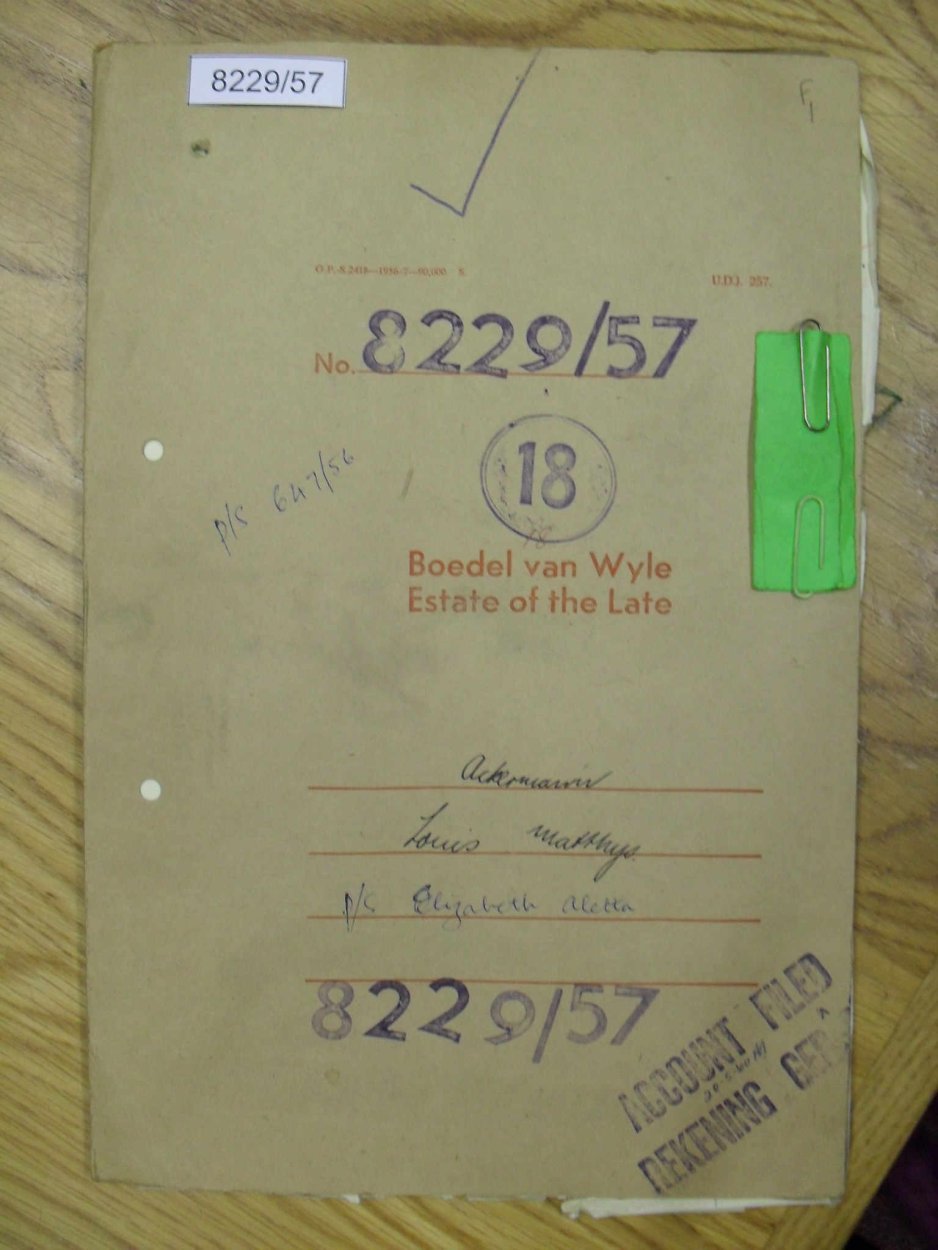 8229/57
F1
O.P.-S.2418—1956-7—90,000. S. U.D.J. 257.
No. 8229/57
18
p/s 647/56
18
Boedel van Wyle
Estate of the Late
Ackermann
Louis Matthys
p/s Elizabeth Aletta
8229/57
ACCOUNT FILED
REKENING